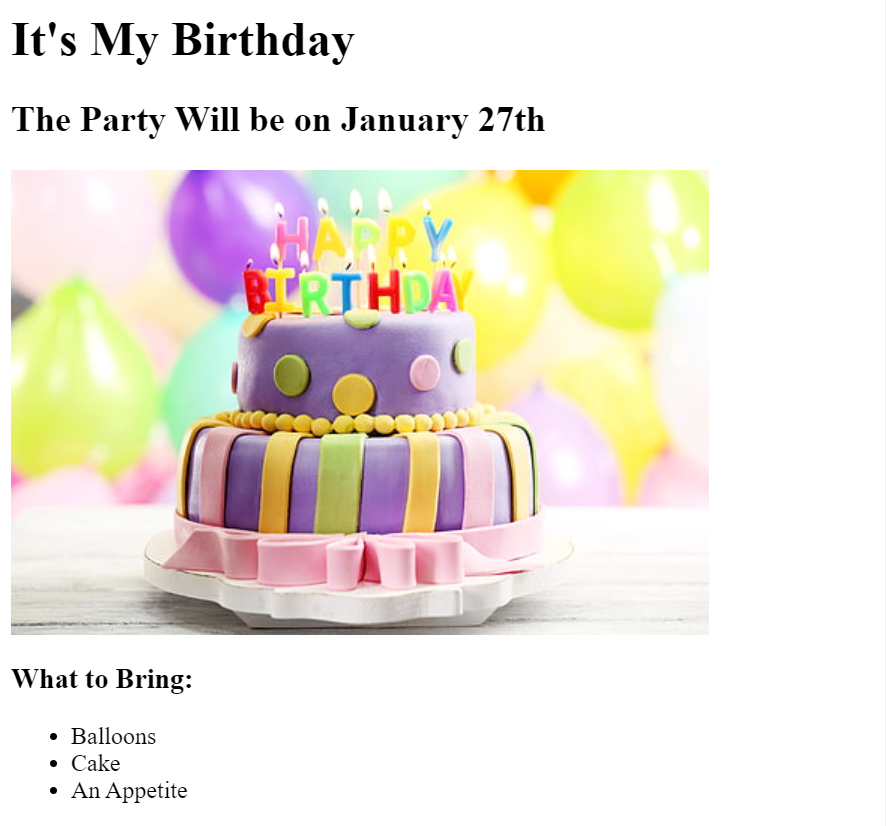 It's My Birthday
The Party Will be on January 27th
HAPPY
BIRTHDAY
What to Bring:
Balloons
Cake
An Appetite